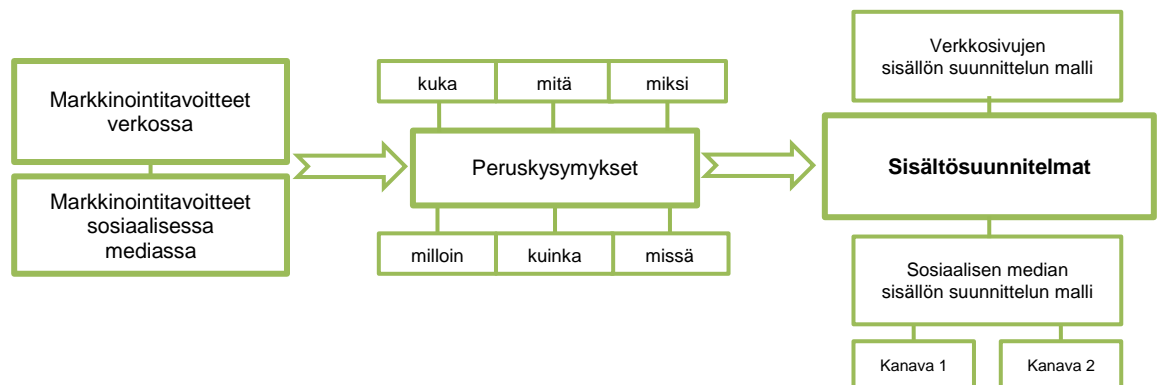 Markkinointitavoitteet
verkossa
Markkinointitavoitteet
sosiaalisessa
mediassa
kuka
mitä
miksi
Peruskysymykset
milloin
kuinka
missä
Verkkosivujen
sisällön suunnittelun malli
Sisältösuunnitelmat
Sosiaalisen median
sisällön suunnittelun malli
Kanava 1
Kanava 2